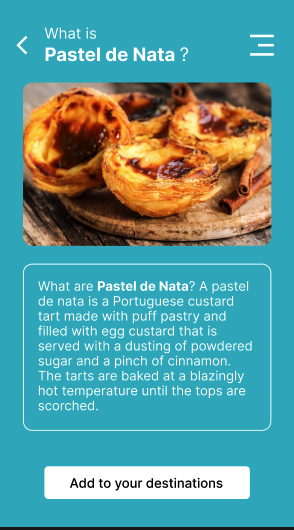 What is
Pastel de Nata ?
What are Pastel de Nata? A pastel
de nata is a Portuguese custard
tart made with puff pastry and
filled with egg custard that is
served with a dusting of powdered
sugar and a pinch of cinnamon.
The tarts are baked at a blazingly
hot temperature until the tops are
scorched.
Add to your destinations